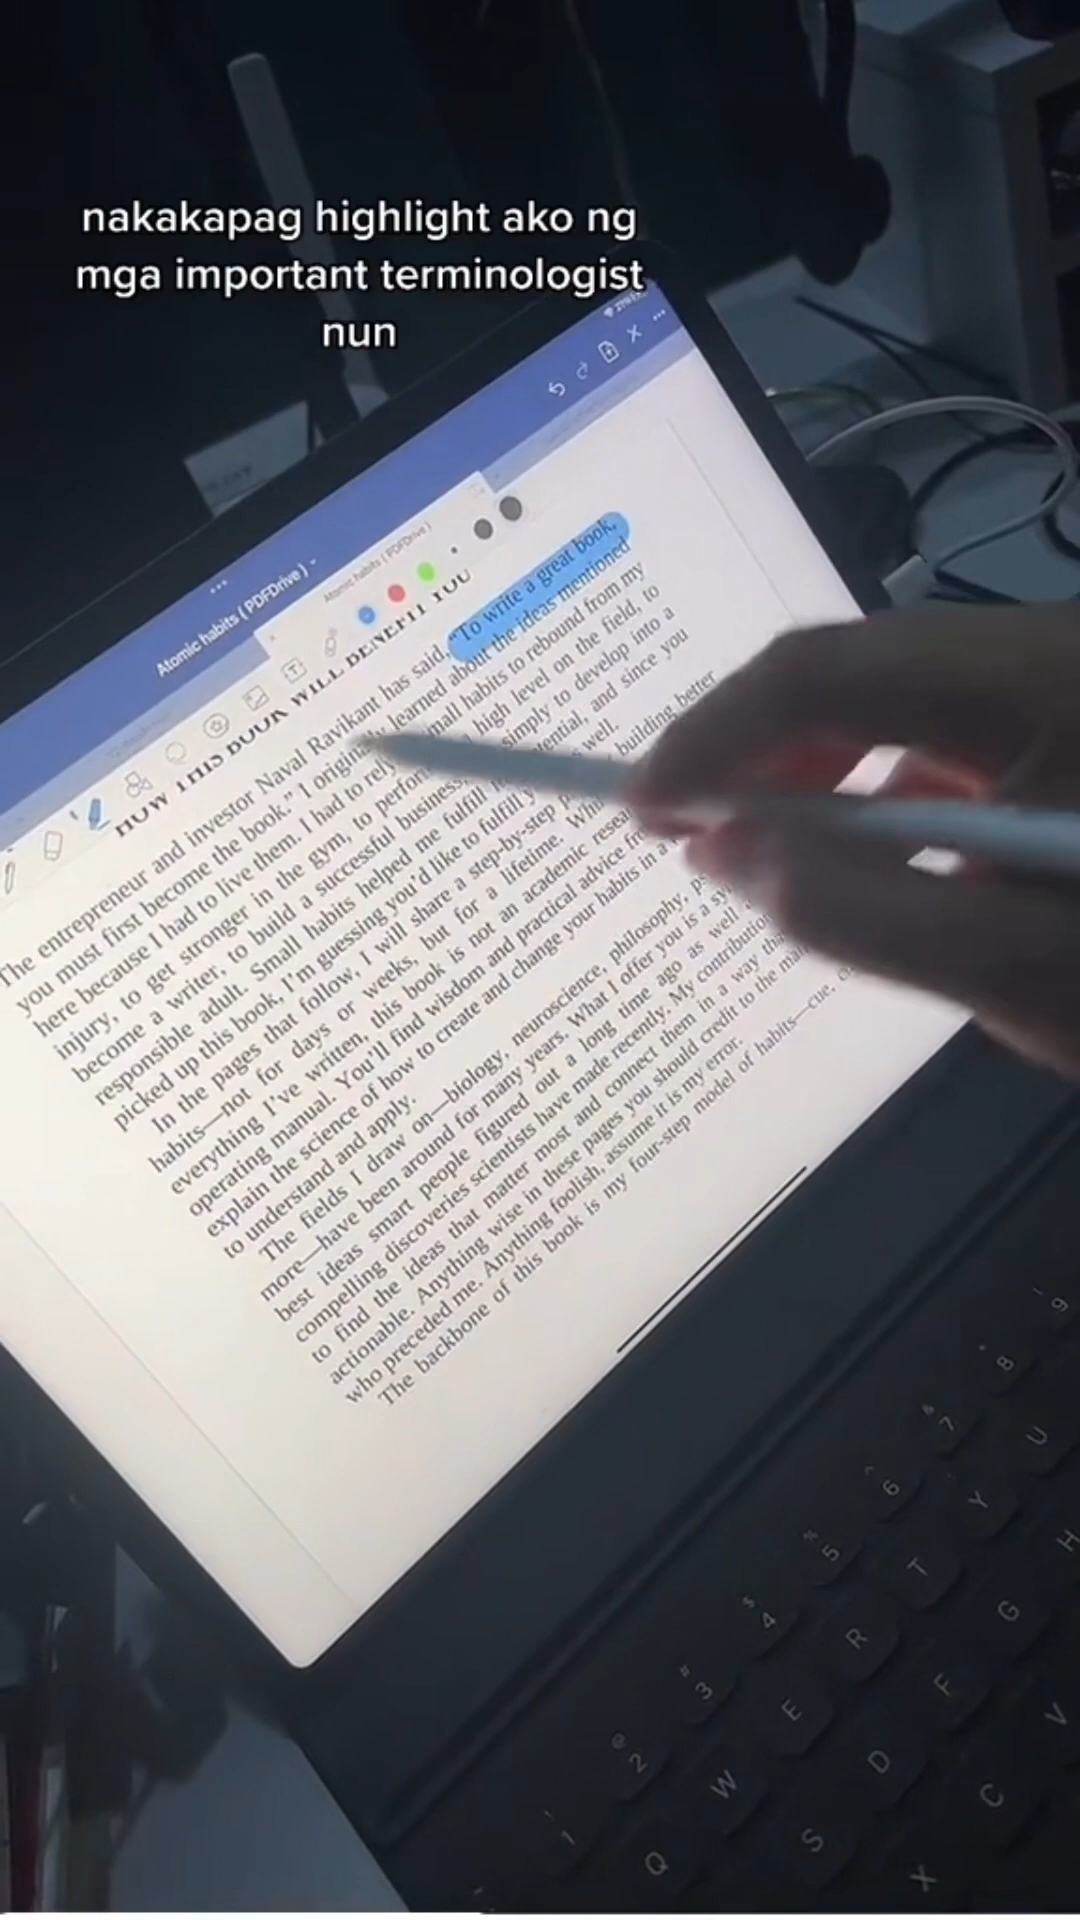 nakakapag highlight ako ng
mga important terminologist
nun
Atomic habits ( PDFDrive )
Atomic habits ( PDFDrive )
HOW THIS BOOK WILL BENEFIT YOU
The entrepreneur and investor Naval Ravikant has said, “To write a great book,
you must first become the book.” I originally learned about the ideas mentioned
here because I had to live them. I had to rely small habits to rebound from my
injury, to get stronger in the gym, to perform high level on the field, to
become a writer, to build a successful business, simply to develop into a
responsible adult. Small habits helped me fulfill and since you
picked up this book, I’m guessing you’d like to fulfill well.
In the pages that follow, I will share a step-by-step building better
habits—not for days or weeks, but for a lifetime.
everything I’ve written, this book is not an academic
operating manual. You’ll find wisdom and practical advice
explain the science of how to create and change your habits in a
to understand and apply.
The fields I draw on—biology, neuroscience, philosophy,
more—have been around for many years. What I offer you is a
best ideas smart people figured out a long time ago as well
compelling discoveries scientists have made recently. My contribution
to find the ideas that matter most and connect them in a way
actionable. Anything wise in these pages you should credit to the
who preceded me. Anything foolish, assume it is my error.
The backbone of this book is my four-step model of habits—cue,
9
8
7
6
5
4
3
2
1
U
Y
T
R
E
W
Q
H
G
F
D
S
V
C
X